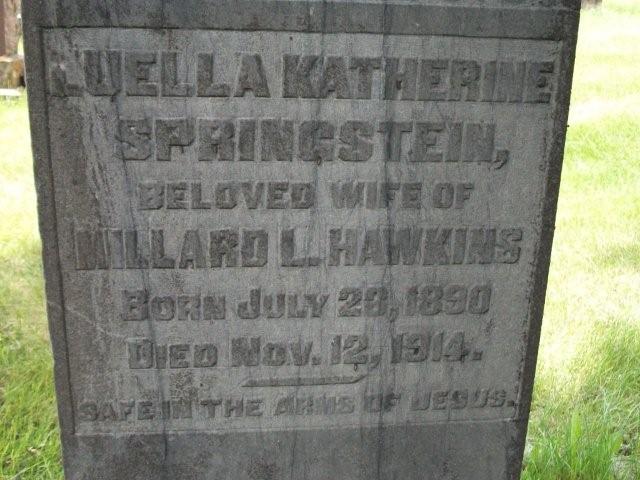 LUELLA KATHERINE
SPRINGSTEIN,
BELOVED WIFE OF
MILLARD L. HAWKINS
BORN JULY 28, 1890
DIED NOV. 12, 1914.
SAFE IN THE ARMS OF JESUS.